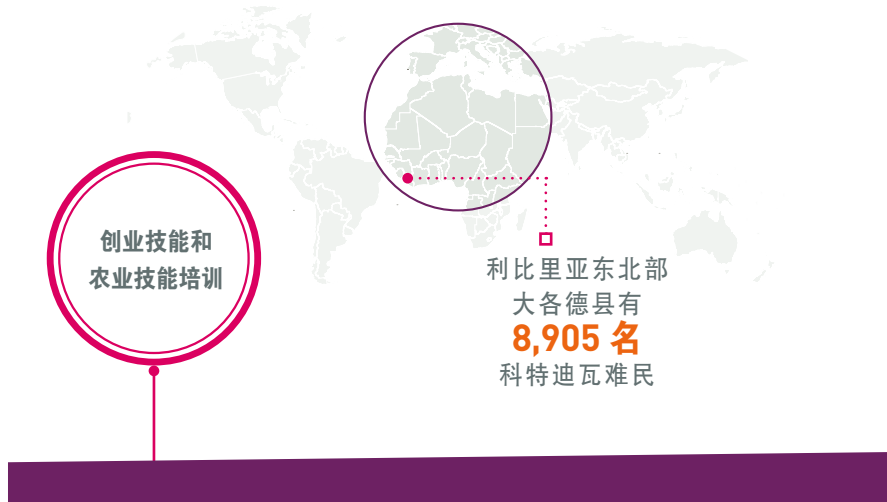 创业技能和
农业技能培训
利比里亚东北部
大各德县有
8,905 名
科特迪瓦难民